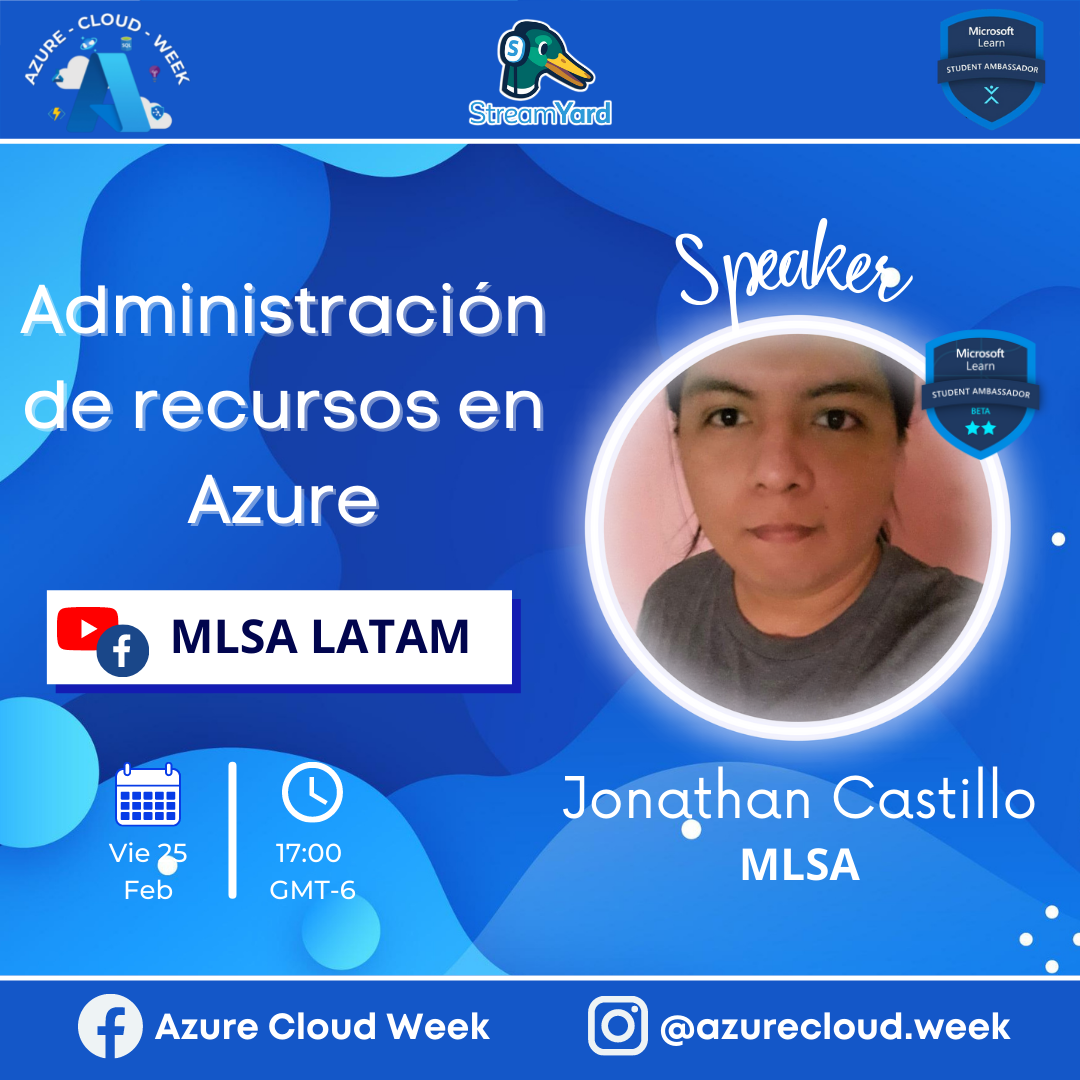 AZURE - CLOUD - WEEK
SQL
StreamYard
Microsoft
Learn
STUDENT AMBASSADOR
Speaker
Administración
de recursos en
Azure
Microsoft
Learn
STUDENT AMBASSADOR
BETA
MLSA LATAM
Vie 25
Feb
17:00
GMT-6
Jonathan Castillo
MLSA
Azure Cloud Week
@azurecloud.week